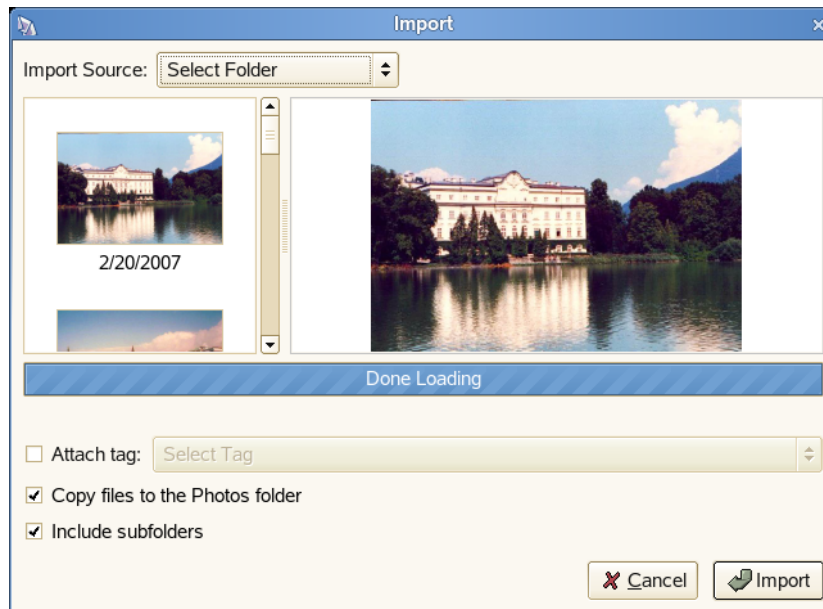 Import
Import Source: Select Folder
2/20/2007
Done Loading
Attach tag: Select Tag
Copy files to the Photos folder
Include subfolders
Cancel Import